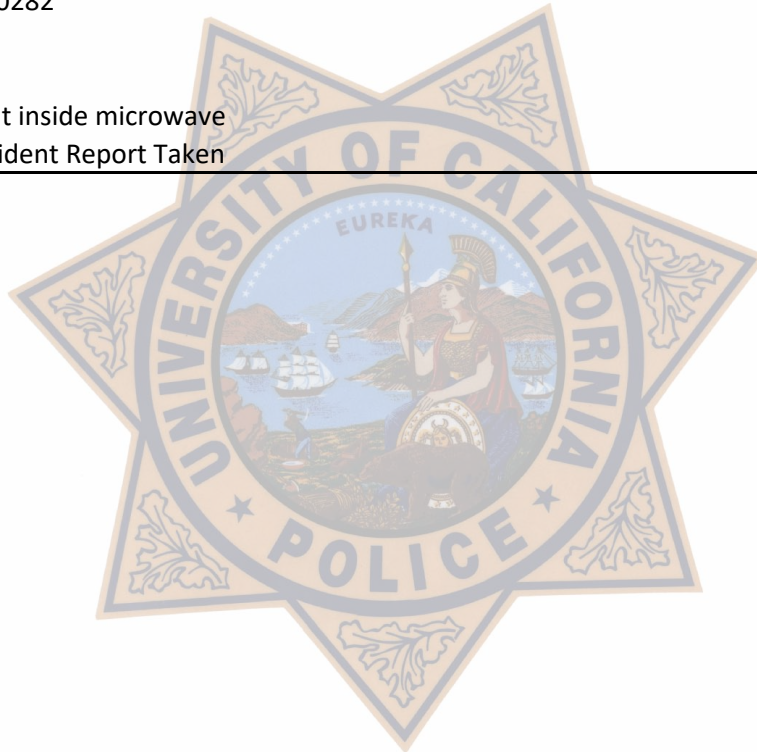 0282
t inside microwave
ident Report Taken
UNIVERSITY OF CALIFORNIA
EUREKA
POLICE